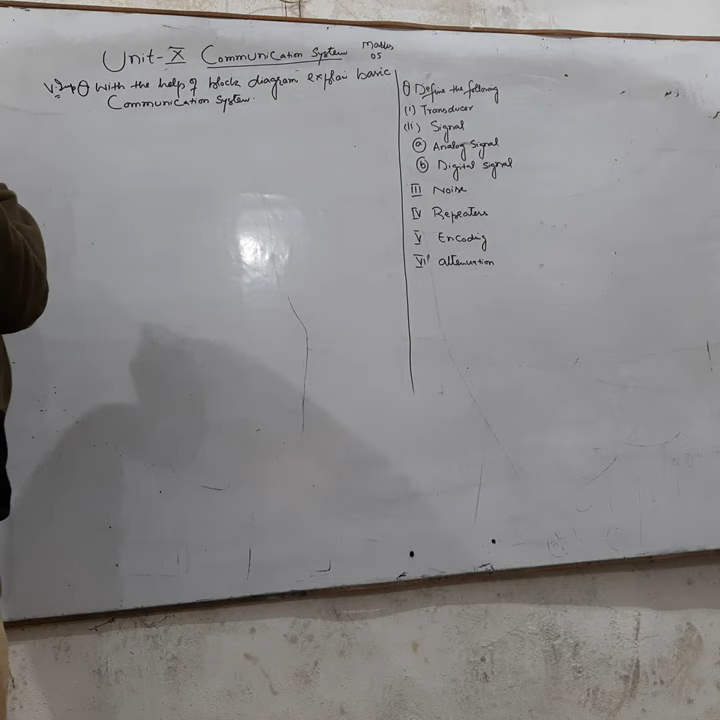 Unit-X Communication System Marks
05
V.Imp Q With the help of block diagram explain basic
Communication System.
Q Define the following
(i) Transducer
(ii) Signal
(a) Analog Signal
(b) Digital signal
III Noise
IV Repeaters
V Encoding
VI attenuation